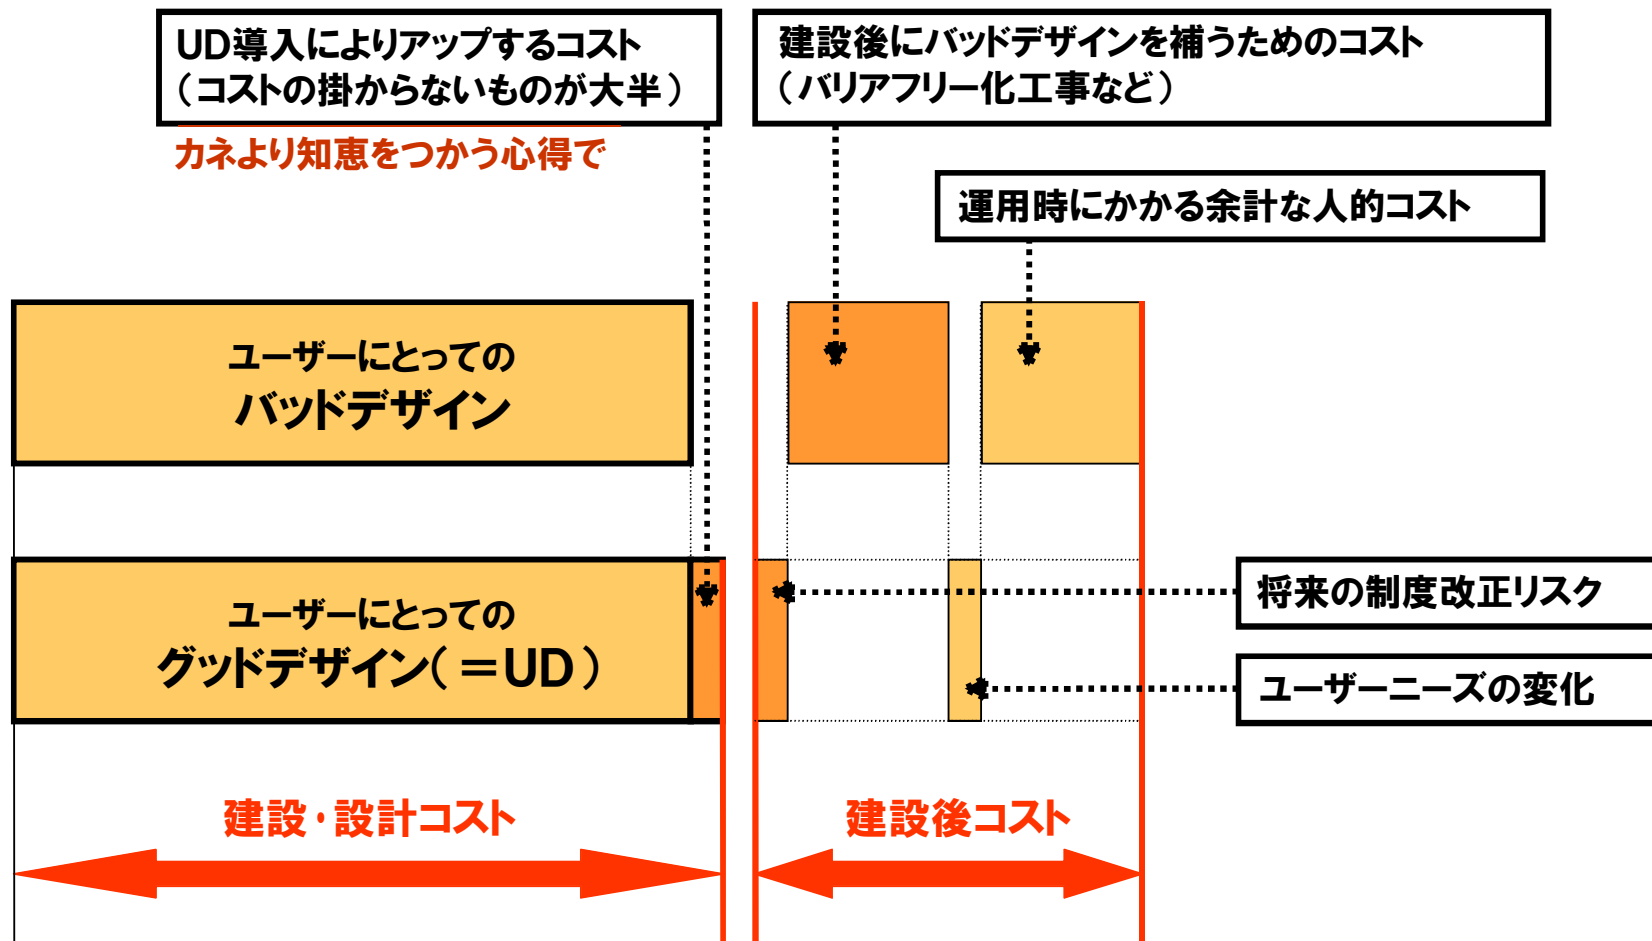 UD導入によりアップするコスト
（コストの掛からないものが大半）
カネより知恵をつかう心得で
建設後にバッドデザインを補うためのコスト
（バリアフリー化工事など）
運用時にかかる余計な人的コスト
ユーザーにとっての
バッドデザイン
ユーザーにとっての
グッドデザイン（＝UD）
将来の制度改正リスク
ユーザーニーズの変化
建設・設計コスト
建設後コスト